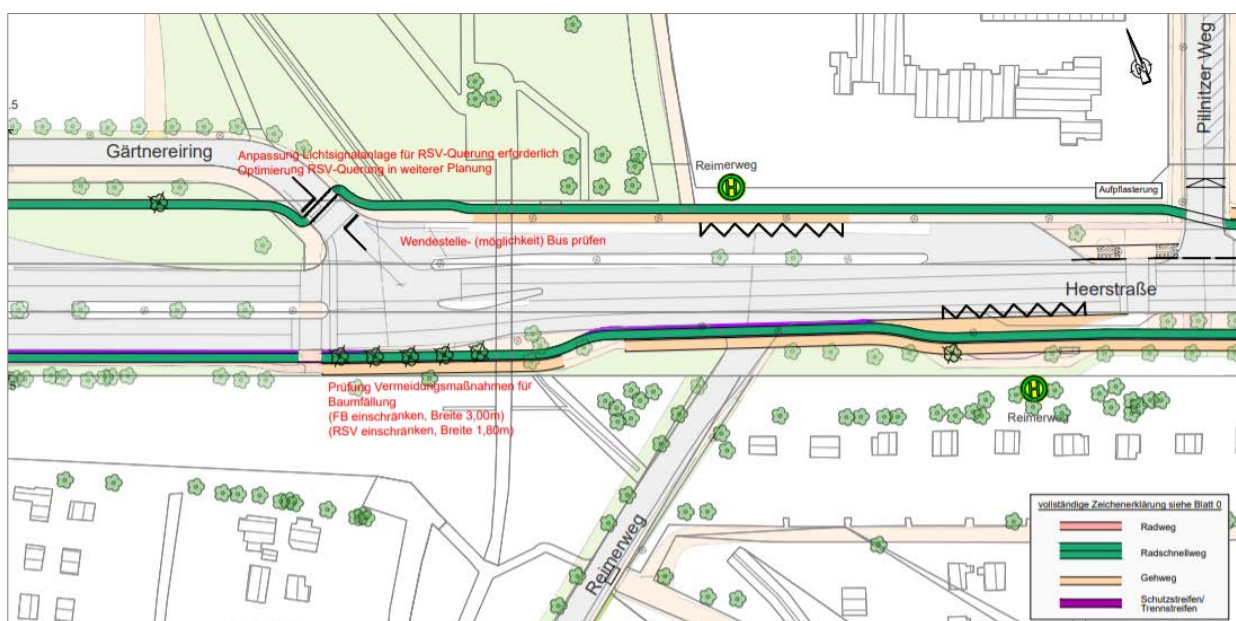 .5
Gärtnereiring
Anpassung Lichtsignalanlage für RSV-Querung erforderlich
Optimierung RSV-Querung in weiterer Planung
Reimerweg
H
Pillnitzer Weg
Aufpflasterung
Wendestelle- (möglichkeit) Bus prüfen
Heerstraße
5
Prüfung Vermeidungsmaßnahmen für
Baumfällung
(FB einschränken, Breite 3,00m)
(RSV einschränken, Breite 1,80m)
H
Reimerweg
Reimerweg
vollständige Zeichenerklärung siehe Blatt 0
Radweg
Radschnellweg
Gehweg
Schutzstreifen/
Trennstreifen